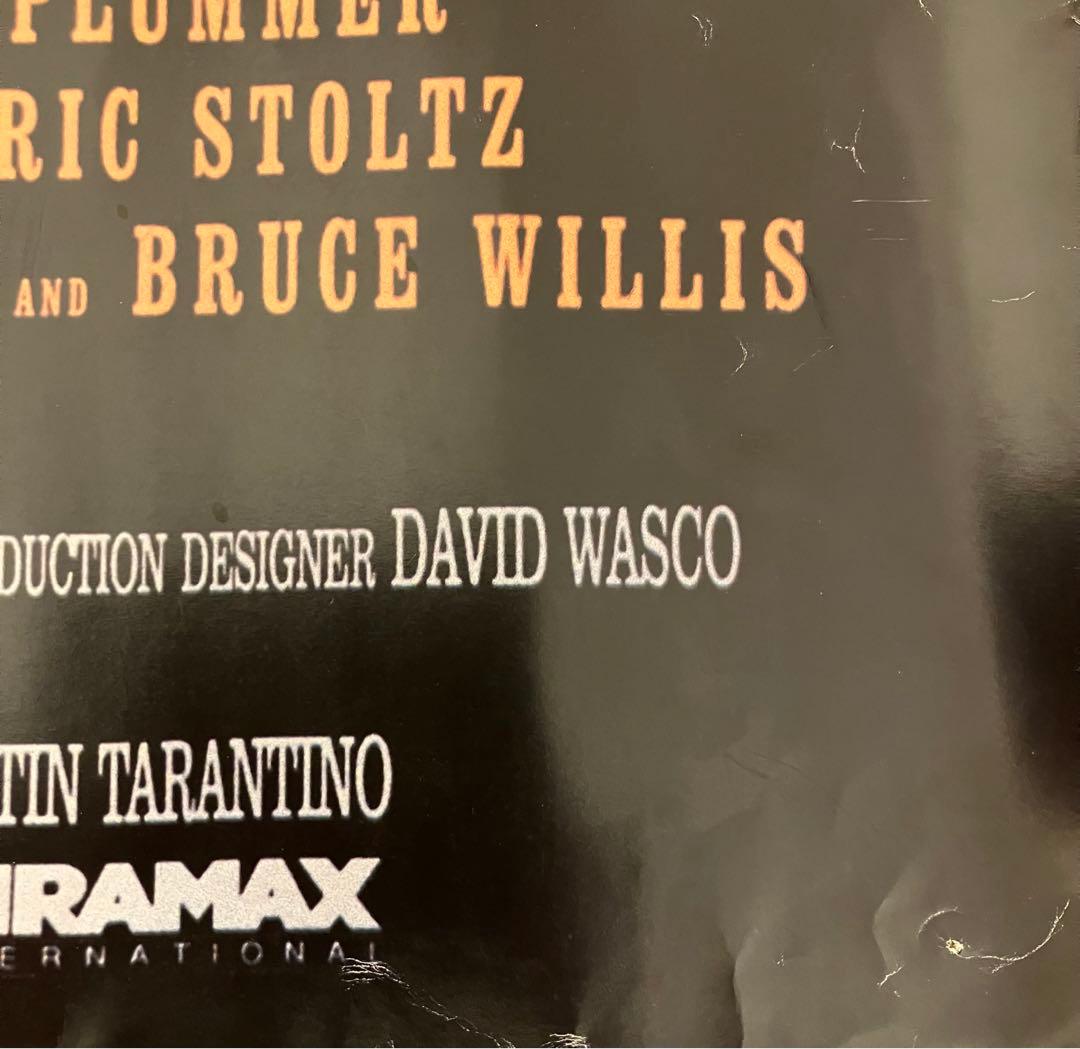 PLUMMER
RIC STOLTZ
AND BRUCE WILLIS
DUCTION DESIGNER DAVID WASCO
TIN TARANTINO
IRAMAX
ERNATIONAL